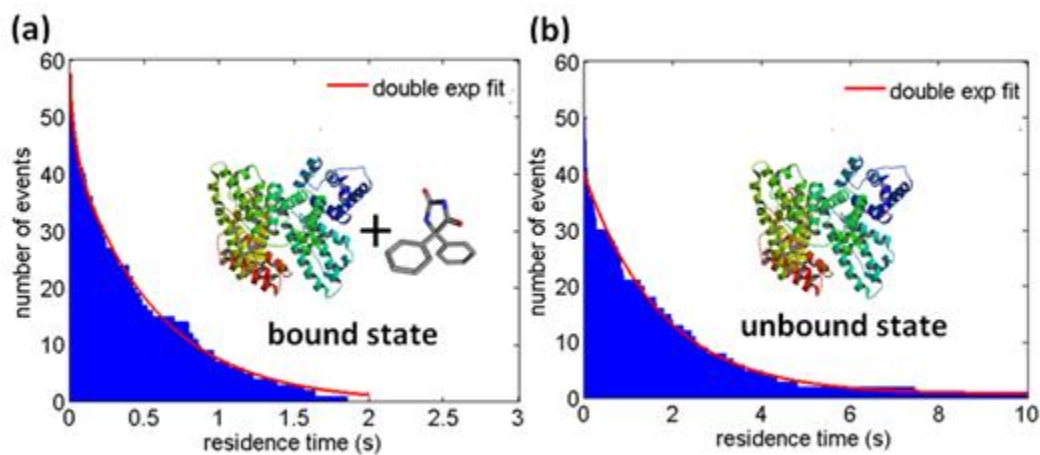 (a)
60
50
40
30
20
10
0
number of events
double exp fit
+
bound state
0 0.5 1 1.5 2 2.5 3
residence time (s)
(b)
60
50
40
30
20
10
0
number of events
double exp fit
unbound state
0 2 4 6 8 10
residence time (s)